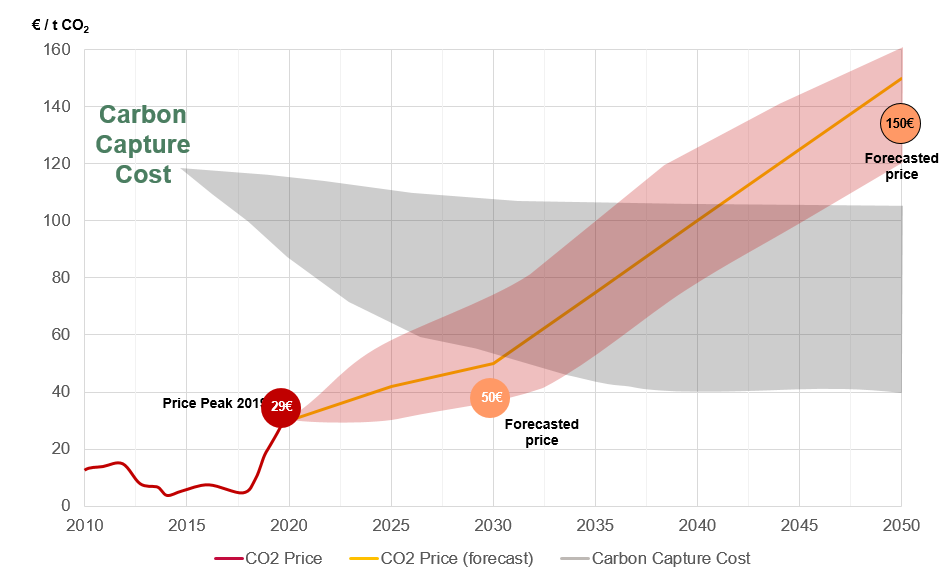 € / t CO₂
160
140
120
100
80
60
40
20
0
Carbon
Capture
Cost
Price Peak 2019
29€
50€
Forecasted
price
150€
Forecasted
price
2010 2015 2020 2025 2030 2035 2040 2045 2050
CO2 Price CO2 Price (forecast) Carbon Capture Cost